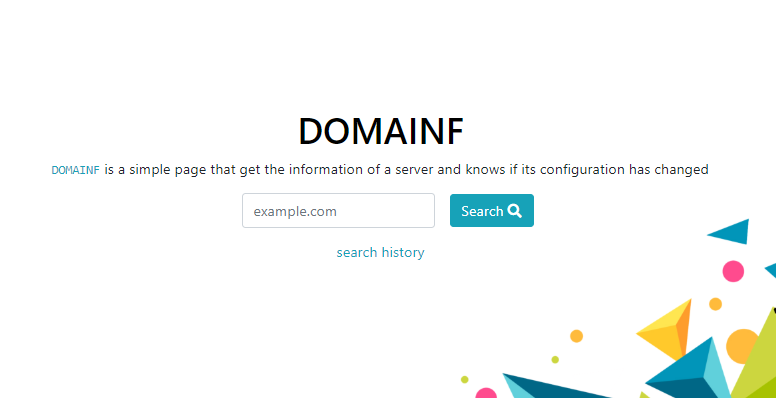 DOMAINF
DOMAINF is a simple page that get the information of a server and knows if its configuration has changed
example.com
Search
search history